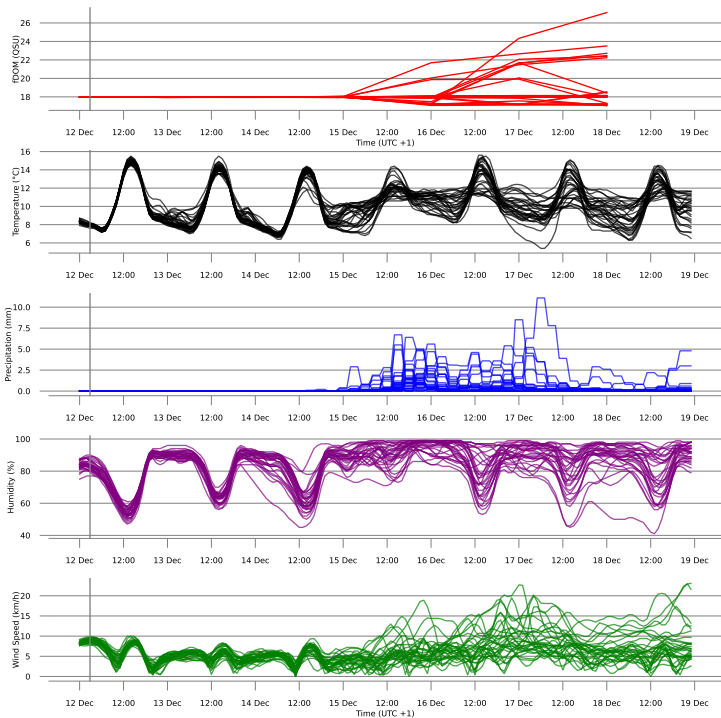 fDOM (QSU)
26
24
22
20
18
12 Dec 12:00 13 Dec 12:00 14 Dec 12:00 15 Dec 12:00 16 Dec 12:00 17 Dec 12:00 18 Dec 12:00 19 Dec
Time (UTC +1)
Temperature (°C)
16
14
12
10
8
6
12 Dec 12:00 13 Dec 12:00 14 Dec 12:00 15 Dec 12:00 16 Dec 12:00 17 Dec 12:00 18 Dec 12:00 19 Dec
Precipitation (mm)
10.0
7.5
5.0
2.5
0.0
12 Dec 12:00 13 Dec 12:00 14 Dec 12:00 15 Dec 12:00 16 Dec 12:00 17 Dec 12:00 18 Dec 12:00 19 Dec
Humidity (%)
100
80
60
40
12 Dec 12:00 13 Dec 12:00 14 Dec 12:00 15 Dec 12:00 16 Dec 12:00 17 Dec 12:00 18 Dec 12:00 19 Dec
Wind Speed (km/h)
20
15
10
5
0
12 Dec 12:00 13 Dec 12:00 14 Dec 12:00 15 Dec 12:00 16 Dec 12:00 17 Dec 12:00 18 Dec 12:00 19 Dec
Time (UTC +1)